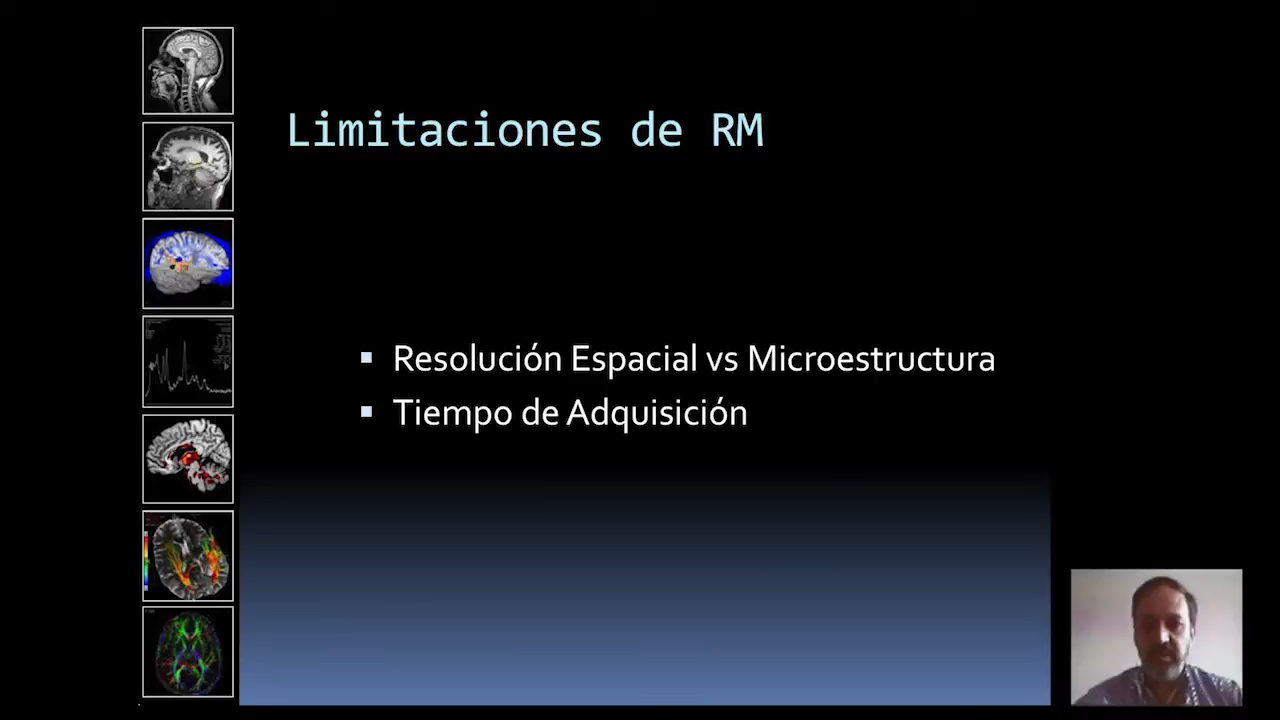 Limitaciones de RM
Resolución Espacial vs Microestructura
Tiempo de Adquisición